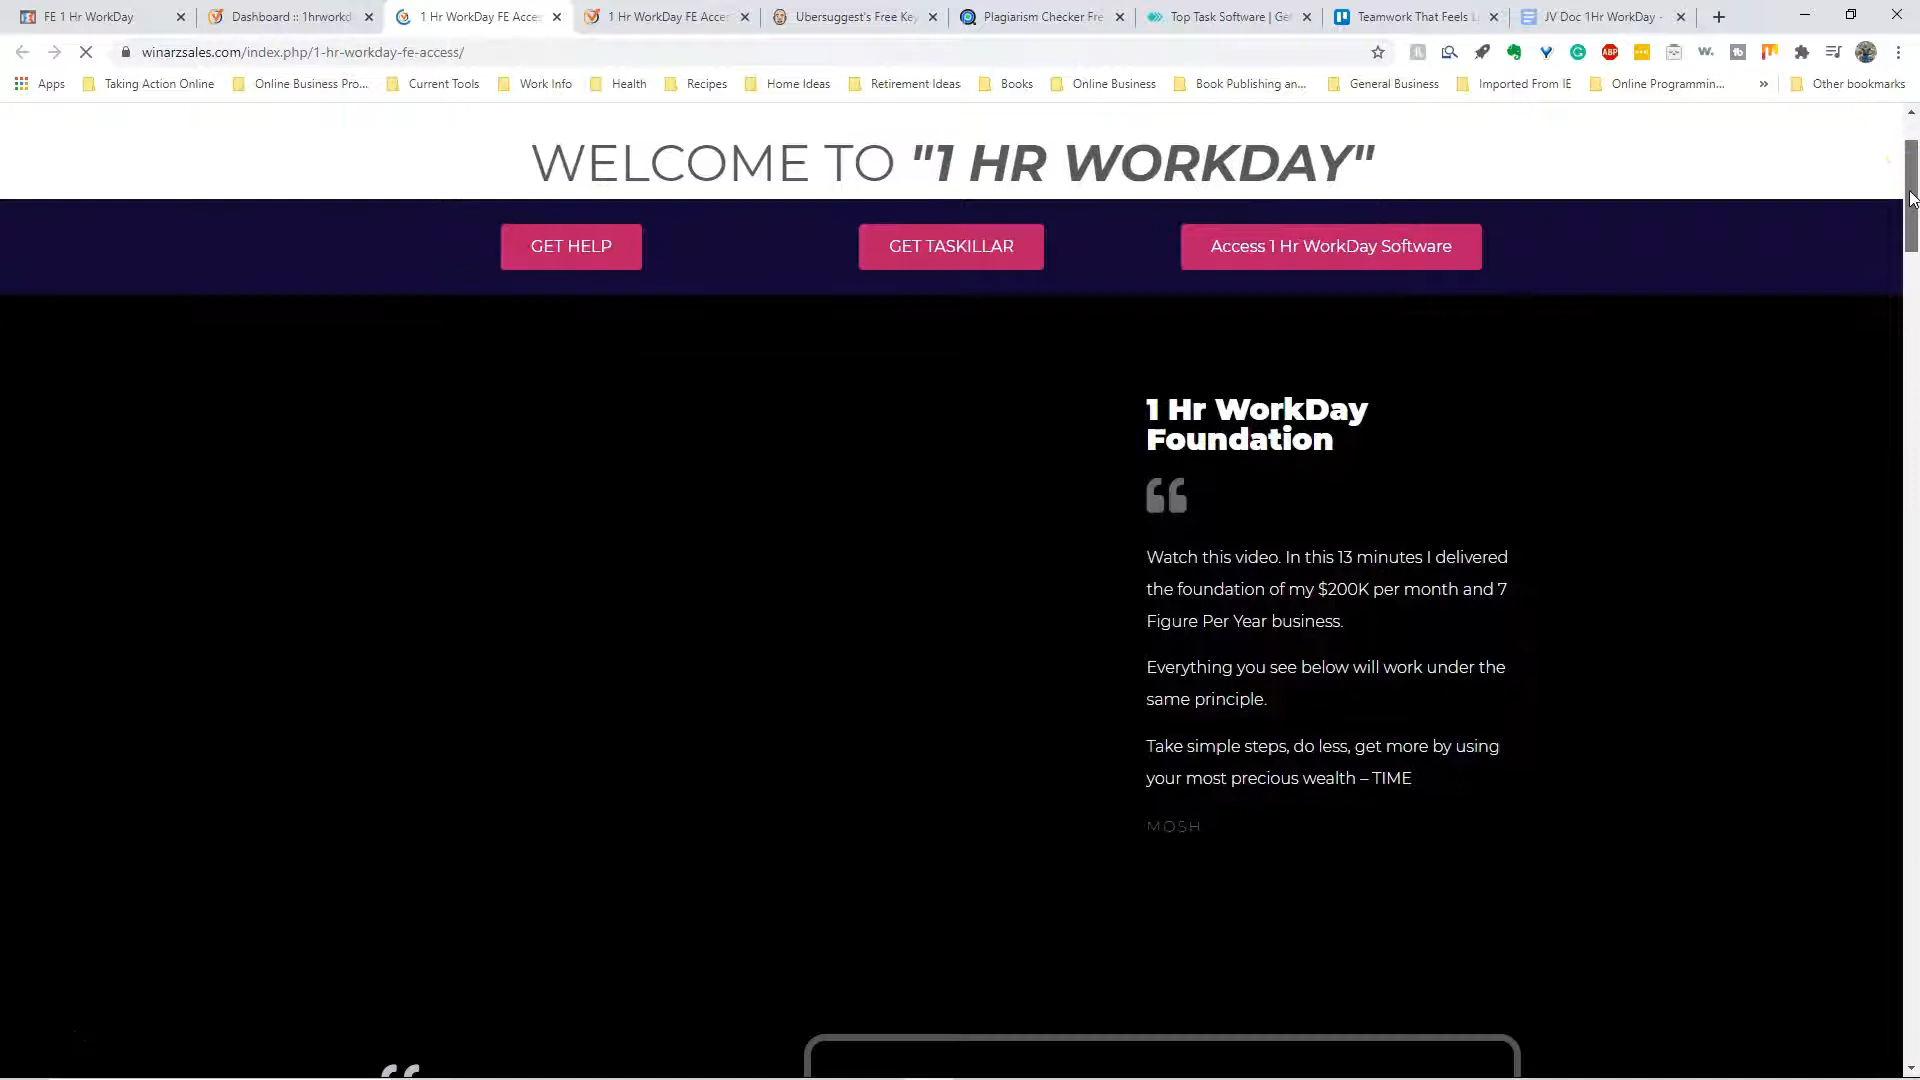 FE 1 Hr WorkDay
Dashboard :: 1hrworkd
1 Hr WorkDay FE Acce
1 Hr WorkDay FE Acce
Ubersuggest's Free Key
Plagiarism Checker Fre
Top Task Software | Ge
Teamwork That Feels L
JV Doc 1Hr WorkDay -
winarzsales.com/index.php/1-hr-workday-fe-access/
Apps
Taking Action Online
Online Business Pro...
Current Tools
Work Info
Health
Recipes
Home Ideas
Retirement Ideas
Books
Online Business
Book Publishing an...
General Business
Imported From IE
Online Programmin...
»
Other bookmarks
WELCOME TO "1 HR WORKDAY"
GET HELP
GET TASKILLAR
Access 1 Hr WorkDay Software
1 Hr WorkDay
Foundation
Watch this video. In this 13 minutes I delivered
the foundation of my $200K per month and 7
Figure Per Year business.
Everything you see below will work under the
same principle.
Take simple steps, do less, get more by using
your most precious wealth – TIME
MOSH